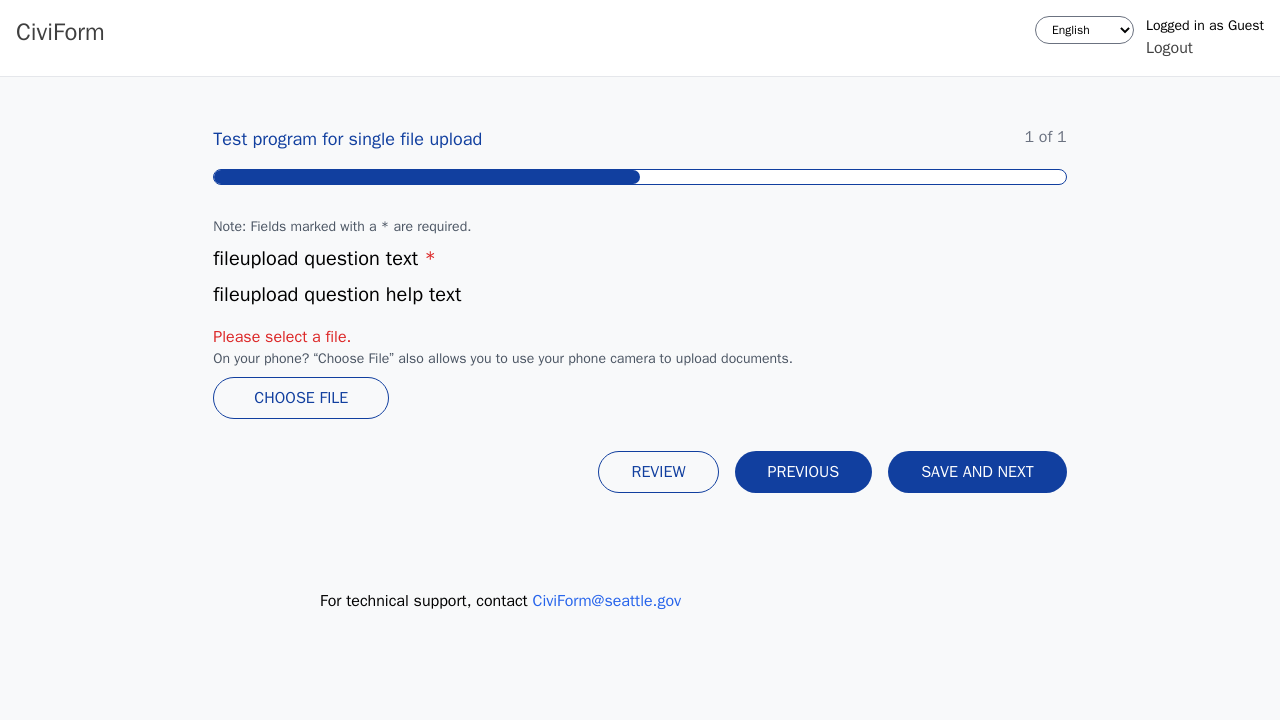 CiviForm
English
Logged in as Guest
Logout
Test program for single file upload
1 of 1
Note: Fields marked with a * are required.
fileupload question text *
fileupload question help text
Please select a file.
On your phone? “Choose File” also allows you to use your phone camera to upload documents.
CHOOSE FILE
REVIEW
PREVIOUS
SAVE AND NEXT
For technical support, contact CiviForm@seattle.gov